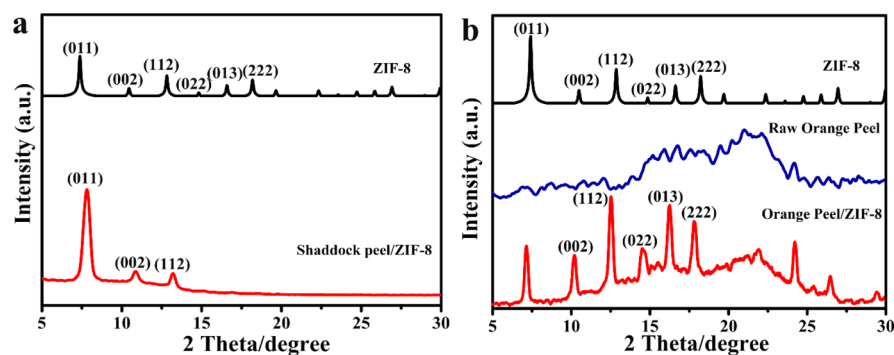 a
(011)
(002)
(112)
(022)
(013)
(222)
ZIF-8
(011)
(002)
(112)
Shaddock peel/ZIF-8
Intensity (a.u.)
5
10
15
20
25
30
2 Theta/degree
b
(011)
(002)
(112)
(022)
(013)
(222)
ZIF-8
Raw Orange Peel
(112)
(013)
Orange Peel/ZIF-8
(002)
(022)
(222)
Intensity (a.u.)
5
10
15
20
25
30
2 Theta/degree